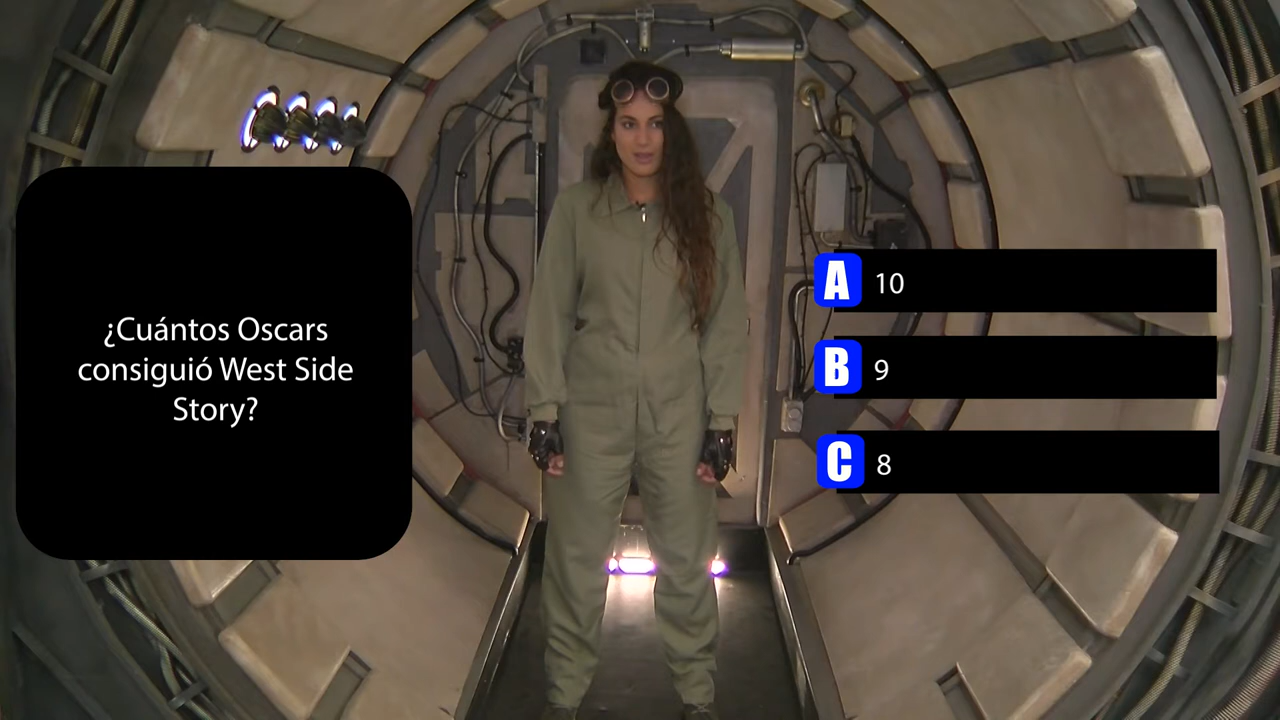 ¿Cuántos Oscars
consiguió West Side
Story?
A 10
B 9
C 8